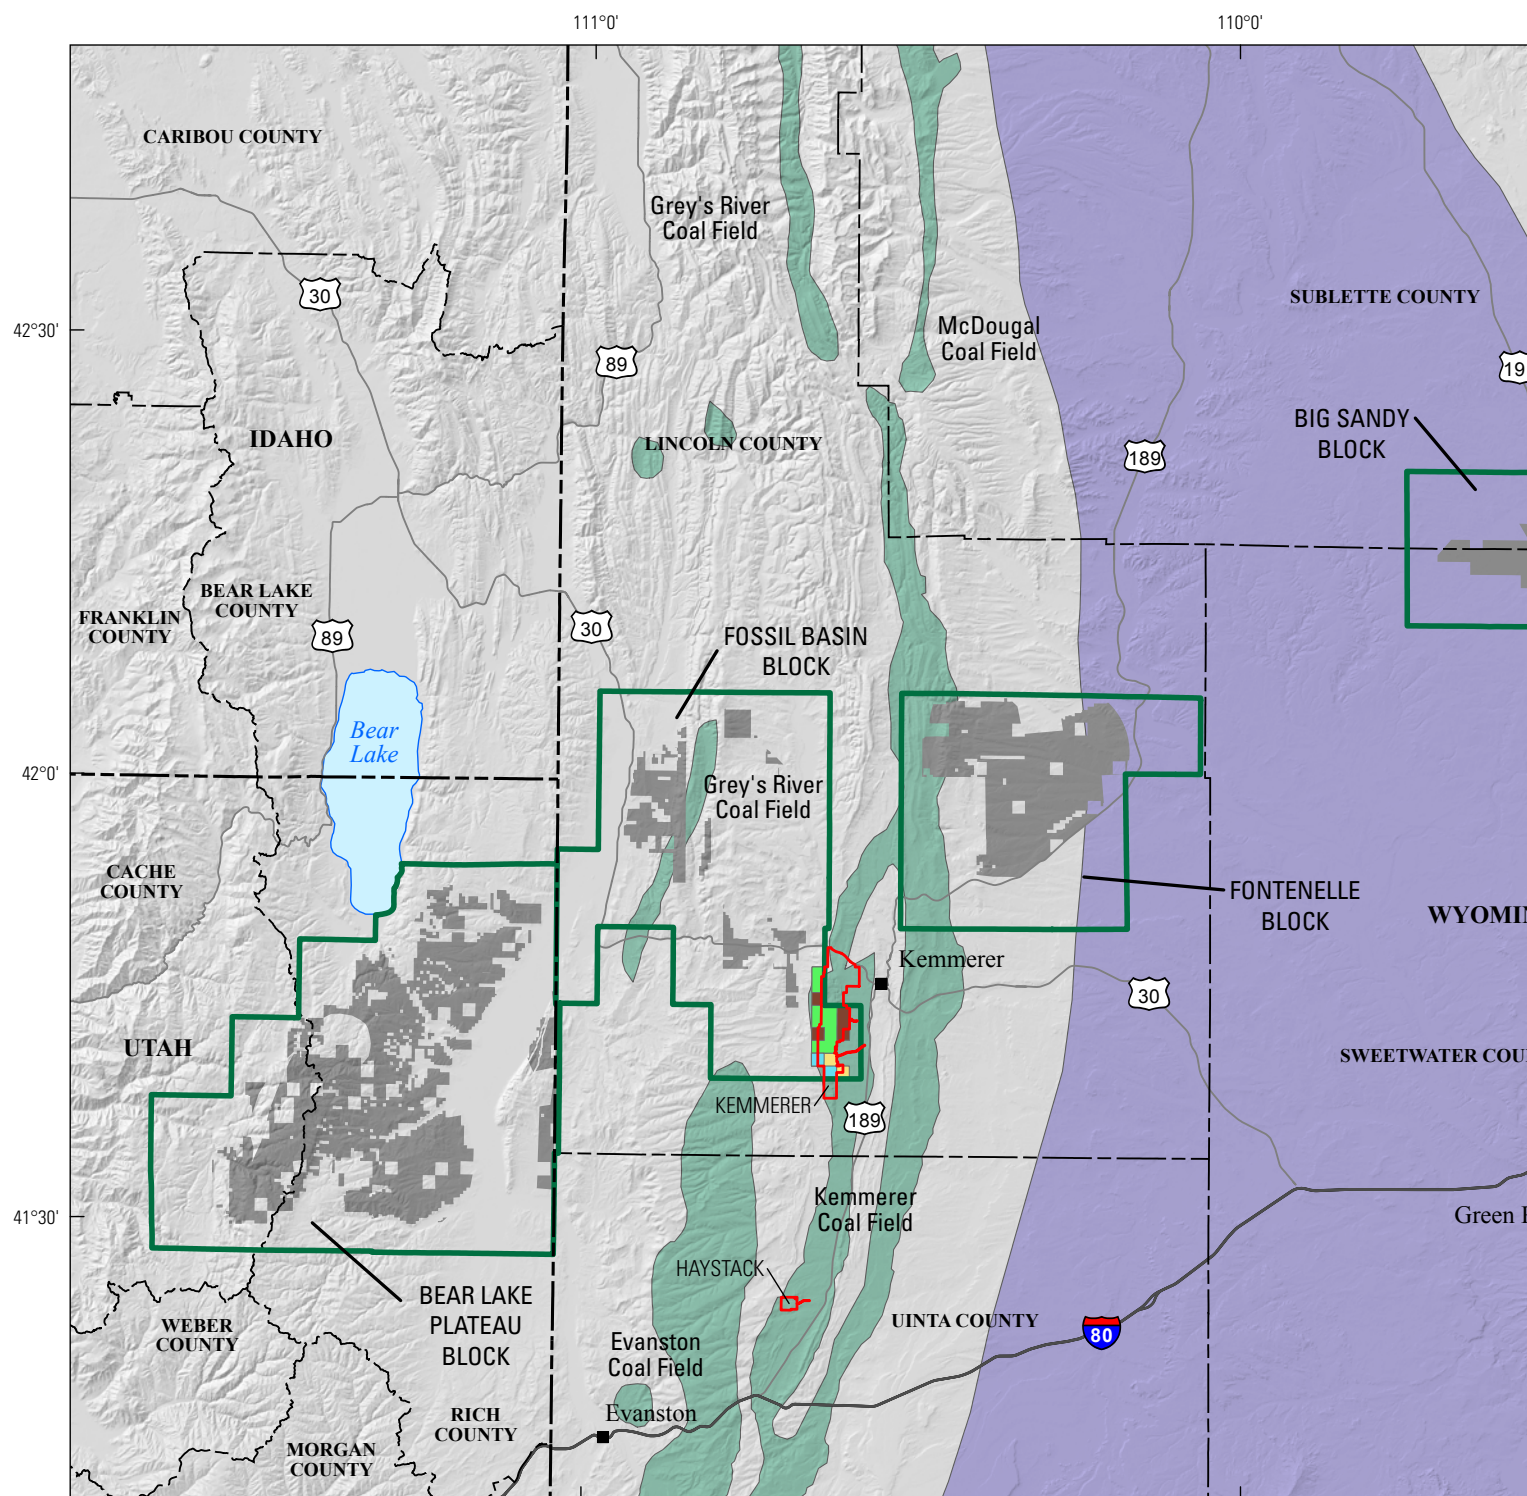 111°0'
110°0'
CARIBOU COUNTY
Grey's River
Coal Field
30
SUBLETTE COUNTY
42°30'
McDougal
Coal Field
89
19
BIG SANDY
BLOCK
IDAHO
LINCOLN COUNTY
189
BEAR LAKE
COUNTY
FRANKLIN
COUNTY
89
30
FOSSIL BASIN
BLOCK
Bear
Lake
42°0'
Grey's River
Coal Field
CACHE
COUNTY
FONTENELLE
BLOCK
WYOMIN
Kemmerer
30
UTAH
SWEETWATER COU
KEMMERER
189
Kemmerer
Coal Field
41°30'
Green
HAYSTACK
BEAR LAKE
PLATEAU
BLOCK
UINTA COUNTY
80
WEBER
COUNTY
Evanston
Coal Field
Evanston
RICH
COUNTY
MORGAN
COUNTY